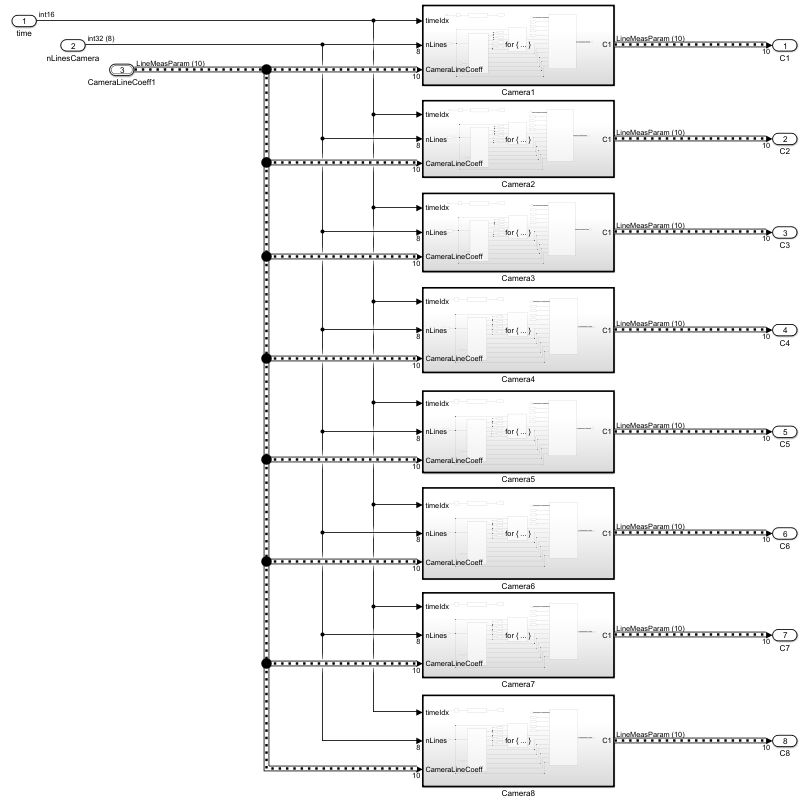 1 int16
time
2 int32 (8)
nLinesCamera
3 LineMeasParam (10)
CameraLineCoeff1
timeIdx
8 nLines for { ... } C1 LineMeasParam (10) 10 1
10 CameraLineCoeff C1
Camera1
timeIdx
8 nLines for { ... } C1 LineMeasParam (10) 10 2
10 CameraLineCoeff C2
Camera2
timeIdx
8 nLines for { ... } C1 LineMeasParam (10) 10 3
10 CameraLineCoeff C3
Camera3
timeIdx
8 nLines for { ... } C1 LineMeasParam (10) 10 4
10 CameraLineCoeff C4
Camera4
timeIdx
8 nLines for { ... } C1 LineMeasParam (10) 10 5
10 CameraLineCoeff C5
Camera5
timeIdx
8 nLines for { ... } C1 LineMeasParam (10) 10 6
10 CameraLineCoeff C6
Camera6
timeIdx
8 nLines for { ... } C1 LineMeasParam (10) 10 7
10 CameraLineCoeff C7
Camera7
timeIdx
8 nLines for { ... } C1 LineMeasParam (10) 10 8
10 CameraLineCoeff C8
Camera8